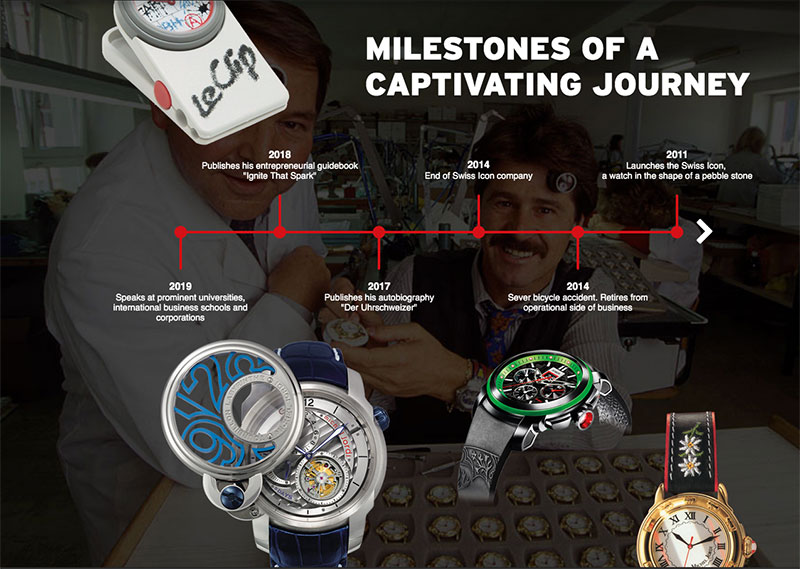 Le Clip
MILESTONES OF A
CAPTIVATING JOURNEY
2018
Publishes his entrepreneurial guidebook
"Ignite That Spark"
2014
End of Swiss Icon company
2011
Launches the Swiss Icon,
a watch in the shape of a pebble stone
2019
Speaks at prominent universities,
international business schools and
corporations
2017
Publishes his autobiography
"Der Uhrschweizer"
2014
Sever bicycle accident. Retires from
operational side of business
12
jordi
XII